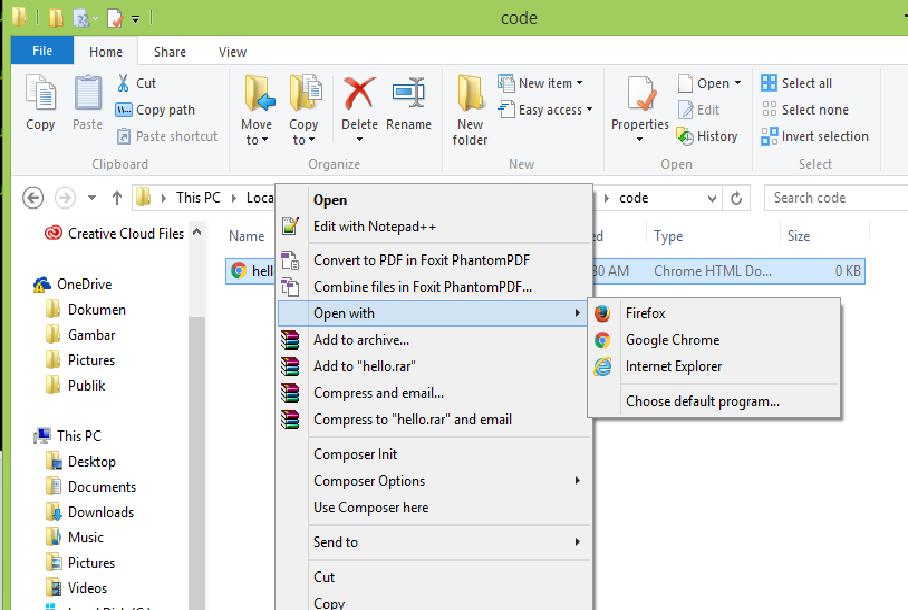 code
File
Home
Share
View
Copy
Paste
Cut
Copy path
Paste shortcut
Clipboard
Move to
Copy to
Delete
Rename
Organize
New folder
New item
Easy access
New
Properties
Open
Edit
History
Open
Select all
Select none
Invert selection
Select
This PC
Loca
code
Search code
Creative Cloud Files
OneDrive
Dokumen
Gambar
Pictures
Publik
This PC
Desktop
Documents
Downloads
Music
Pictures
Videos
Name
Type
Size
hell
AM
Chrome HTML Do...
0 KB
Open
Edit with Notepad++
Convert to PDF in Foxit PhantomPDF
Combine files in Foxit PhantomPDF...
Open with
Add to archive...
Add to "hello.rar"
Compress and email...
Compress to "hello.rar" and email
Composer Init
Composer Options
Use Composer here
Send to
Cut
Copy
Firefox
Google Chrome
Internet Explorer
Choose default program...